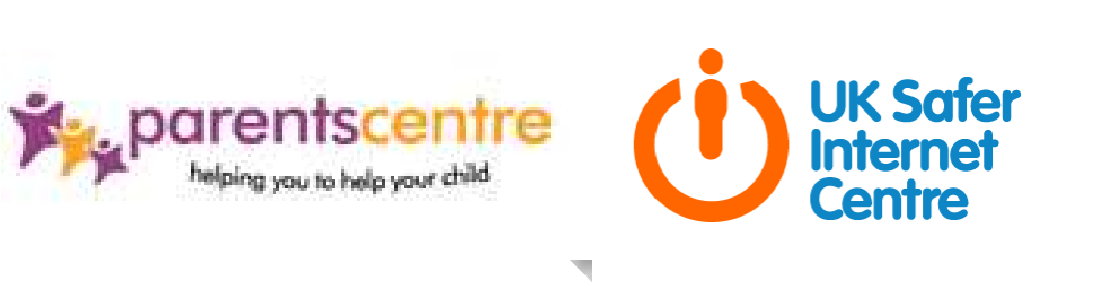 parentscentre
helping you to help your child
UK Safer
Internet
Centre